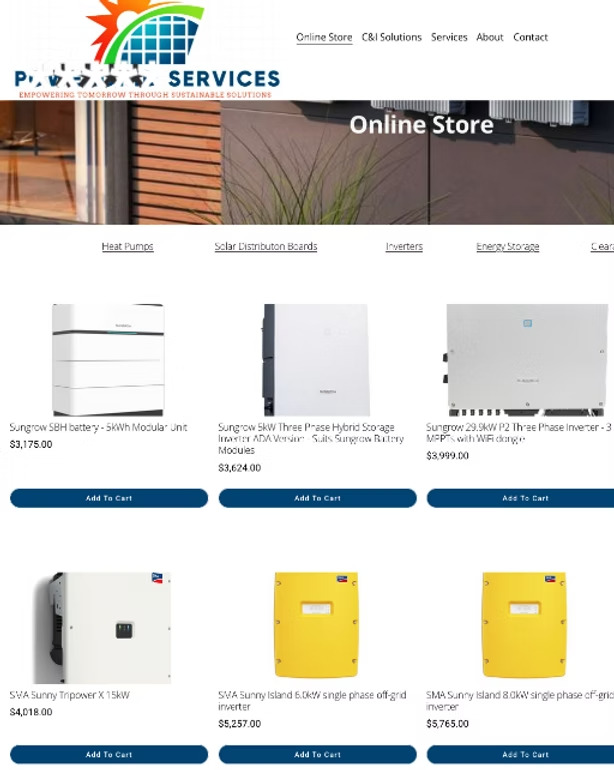 SERVICES
EMPOWERING TOMORROW THROUGH SUSTAINABLE SOLUTIONS
Online Store C&I Solutions Services About Contact
Online Store
Heat Pumps Solar Distributon Boards Inverters Energy Storage
Sungrow SBH battery - 5kWh Modular Unit
$3,175.00
Add To Cart
Sungrow 5kW Three Phase Hybrid Storage
Inverter ADA Version - Suits Sungrow Battery
Modules
$3,624.00
Add To Cart
Sungrow 29.9kW P2 Three Phase Inverter - 3
MPPTs with WiFi dongle
$3,999.00
Add To Cart
SMA Sunny Tripower X 15kW
$4,018.00
Add To Cart
SMA Sunny Island 6.0kW single phase off-grid
inverter
$5,257.00
Add To Cart
SMA Sunny Island 8.0kW single phase off-grid
inverter
$5,765.00
Add To Cart